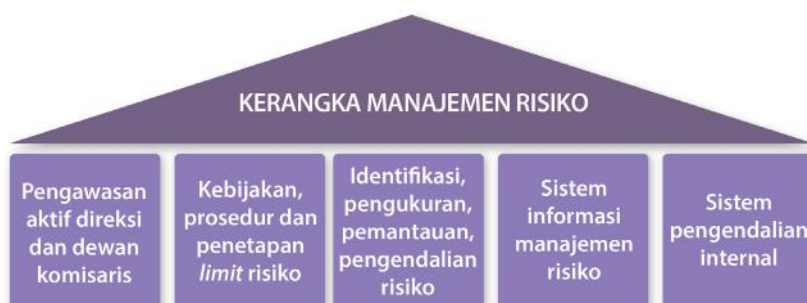 KERANGKA MANAJEMEN RISIKO
Pengawasan
aktif direksi
dan dewan
komisaris
Kebijakan,
prosedur dan
penetapan
limit risiko
Identifikasi,
pengukuran,
pemantauan,
pengendalian
risiko
Sistem
informasi
manajemen
risiko
Sistem
pengendalian
internal